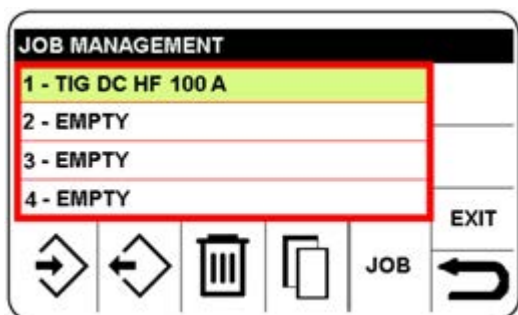 JOB MANAGEMENT
1 - TIG DC HF 100 A
2 - EMPTY
3 - EMPTY
4 - EMPTY
EXIT
JOB